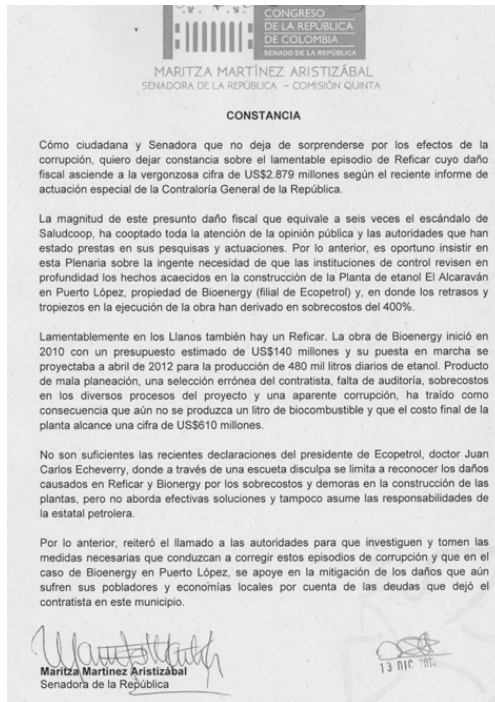 CONGRESO
DE LA REPÚBLICA
DE COLOMBIA
SENADO DE LA REPÚBLICA
MARITZA MARTÍNEZ ARISTIZÁBAL
SENADORA DE LA REPÚBLICA – COMISIÓN QUINTA
CONSTANCIA
Cómo ciudadana y Senadora que no deja de sorprenderse por los efectos de la
corrupción, quiero dejar constancia sobre el lamentable episodio de Reficar cuyo daño
fiscal asciende a la vergonzosa cifra de US$2.879 millones según el reciente informe de
actuación especial de la Contraloría General de la República.
La magnitud de este presunto daño fiscal que equivale a seis veces el escándalo de
Saludcoop, ha cooptado toda la atención de la opinión pública y las autoridades que han
estado prestas en sus pesquisas y actuaciones. Por lo anterior, es oportuno insistir en
esta Plenaria sobre la ingente necesidad de que las instituciones de control revisen en
profundidad los hechos acaecidos en la construcción de la Planta de etanol El Alcaraván
en Puerto López, propiedad de Bioenergy (filial de Ecopetrol) y, en donde los retrasos y
tropiezos en la ejecución de la obra han derivado en sobrecostos del 400%.
Lamentablemente en los Llanos también hay un Reficar. La obra de Bioenergy inició en
2010 con un presupuesto estimado de US$140 millones y su puesta en marcha se
proyectaba a abril de 2012 para la producción de 480 mil litros diarios de etanol. Producto
de mala planeación, una selección errónea del contratista, falta de auditoría, sobrecostos
en los diversos procesos del proyecto y una aparente corrupción, ha traído como
consecuencia que aún no se produzca un litro de biocombustible y que el costo final de la
planta alcance una cifra de US$610 millones.
No son suficientes las recientes declaraciones del presidente de Ecopetrol, doctor Juan
Carlos Echeverry, donde a través de una escueta disculpa se limita a reconocer los daños
causados en Reficar y Bionergy por los sobrecostos y demoras en la construcción de las
plantas, pero no aborda efectivas soluciones y tampoco asume las responsabilidades de
la estatal petrolera.
Por lo anterior, reiteró el llamado a las autoridades para que investiguen y tomen las
medidas necesarias que conduzcan a corregir estos episodios de corrupción y que en el
caso de Bioenergy en Puerto López, se apoye en la mitigación de los daños que aún
sufren sus pobladores y economías locales por cuenta de las deudas que dejó el
contratista en este municipio.
Maritza Martínez Aristizábal
Senadora de la República
13 DIC